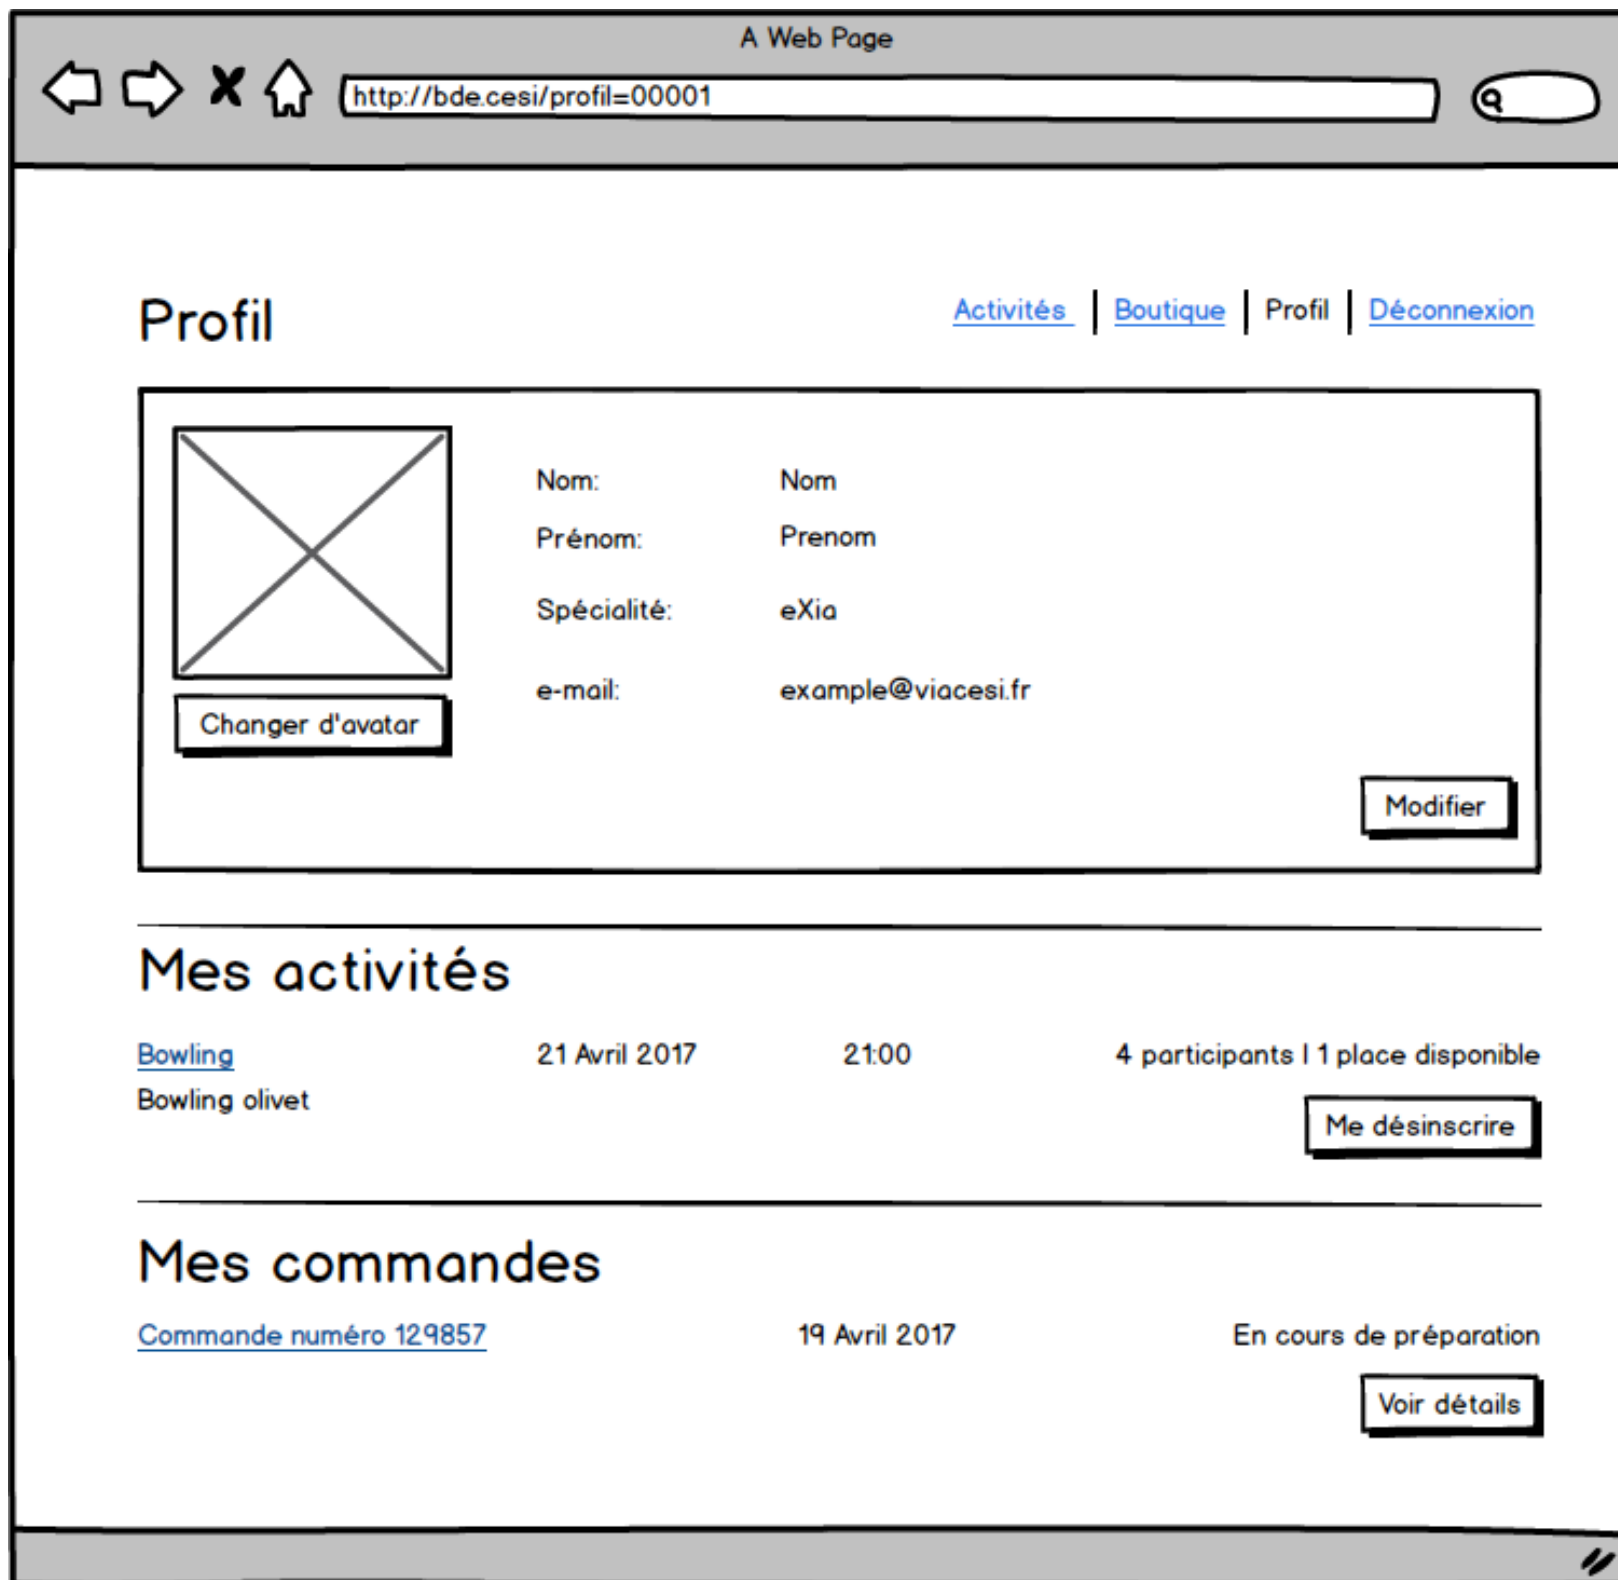 A Web Page
http://bde.cesi/profil=00001
Profil
Activités | Boutique | Profil | Déconnexion
Nom: Nom
Prénom: Prenom
Spécialité: eXia
e-mail: example@viacesi.fr
Changer d'avatar
Modifier
Mes activités
Bowling 21 Avril 2017 21:00 4 participants | 1 place disponible
Bowling olivet
Me désinscrire
Mes commandes
Commande numéro 129857 19 Avril 2017 En cours de préparation
Voir détails